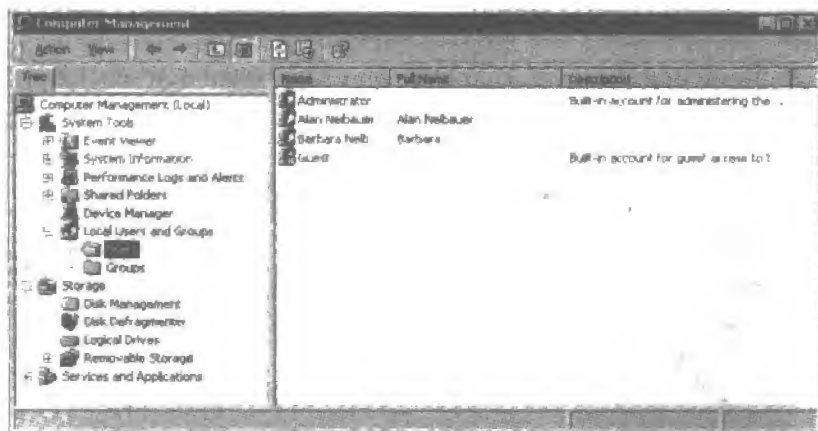 Computer Management
Action View
Tree
Computer Management (Local)
System Tools
Event Viewer
System Information
Performance Logs and Alerts
Shared Folders
Device Manager
Local Users and Groups
Groups
Storage
Disk Management
Disk Defragmenter
Logical Drives
Removable Storage
Services and Applications
Name Full Name Description
Administrator Built-in account for administering the ..
Alan Neibauer Alan Neibauer
Barbara Neib Barbara
Guest Built-in account for guest access to t